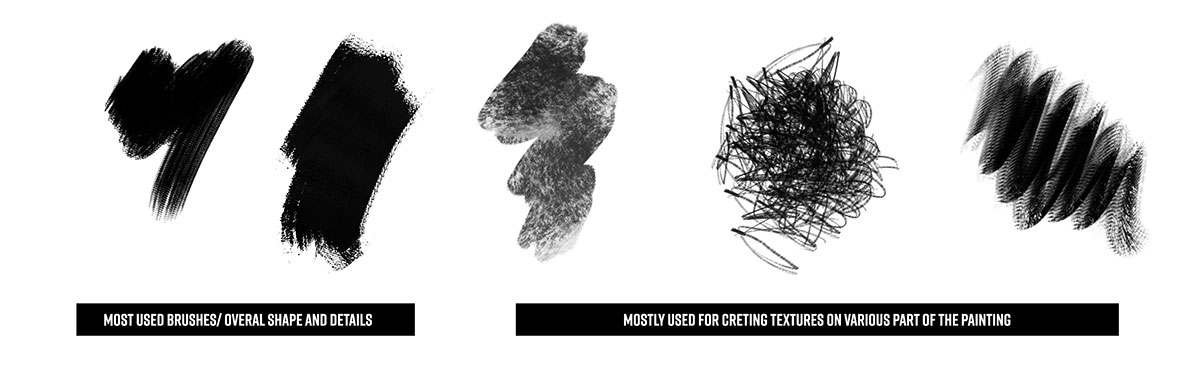 MOST USED BRUSHES/ OVERAL SHAPE AND DETAILS
MOSTLY USED FOR CRETING TEXTURES ON VARIOUS PART OF THE PAINTING